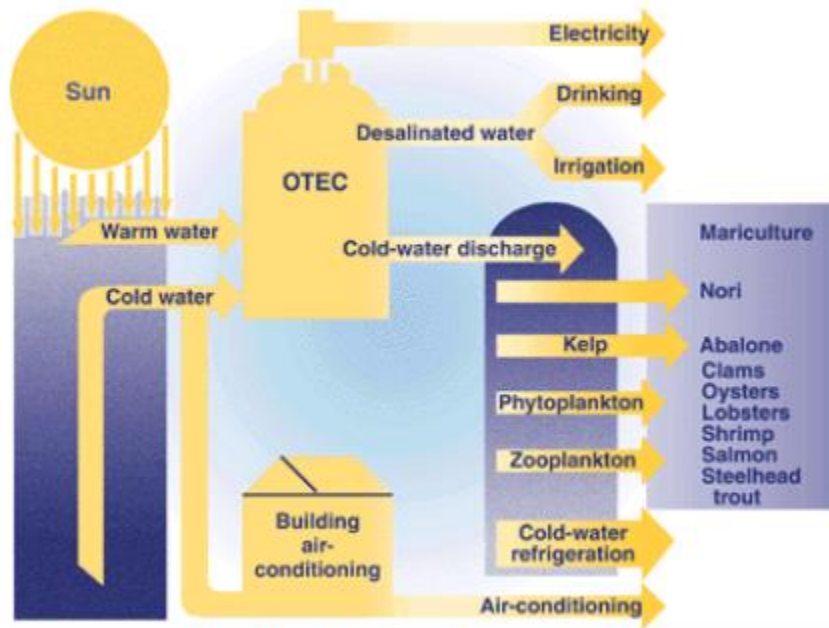 Sun
Electricity
Drinking
Desalinated water
Irrigation
OTEC
Warm water
Cold-water discharge
Mariculture
Cold water
Nori
Kelp
Abalone
Clams
Phytoplankton
Oysters
Lobsters
Shrimp
Zooplankton
Salmon
Steelhead
trout
Building
air-
conditioning
Cold-water
refrigeration
Air-conditioning